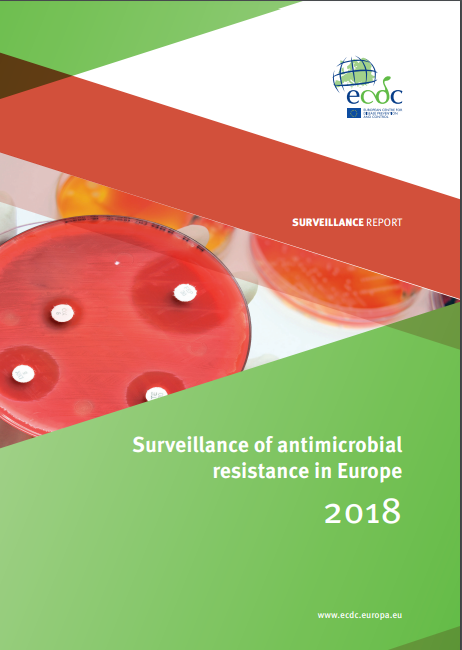 ecdc
EUROPEAN CENTRE FOR
DISEASE PREVENTION
AND CONTROL
SURVEILLANCE REPORT
Surveillance of antimicrobial
resistance in Europe
2018
www.ecdc.europa.eu